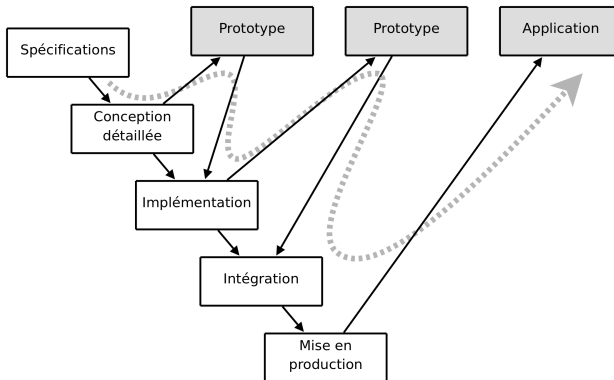 Spécifications
Prototype
Prototype
Application
Conception
détaillée
Implémentation
Intégration
Mise en
production